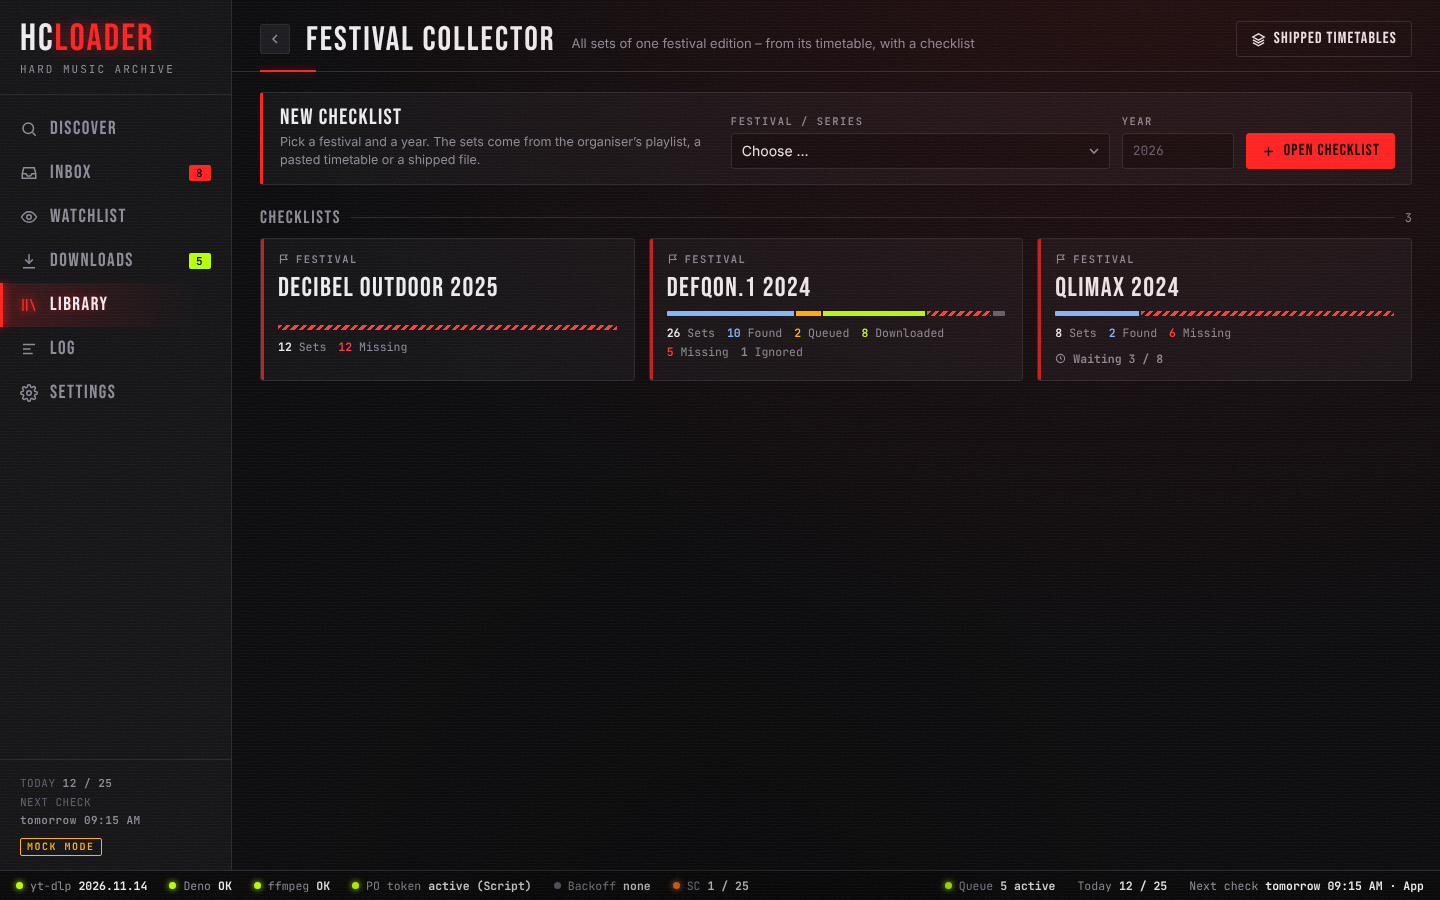 HCLOADER
HARD MUSIC ARCHIVE
DISCOVER
INBOX 8
WATCHLIST
DOWNLOADS 5
LIBRARY
LOG
SETTINGS
TODAY 12 / 25
NEXT CHECK
tomorrow 09:15 AM
MOCK MODE
FESTIVAL COLLECTOR All sets of one festival edition – from its timetable, with a checklist
SHIPPED TIMETABLES
NEW CHECKLIST
Pick a festival and a year. The sets come from the organiser's playlist, a
pasted timetable or a shipped file.
FESTIVAL / SERIES
Choose ...
YEAR
2026
+ OPEN CHECKLIST
CHECKLISTS 3
FESTIVAL
DECIBEL OUTDOOR 2025
12 Sets 12 Missing
FESTIVAL
DEFQON.1 2024
26 Sets 10 Found 2 Queued 8 Downloaded
5 Missing 1 Ignored
FESTIVAL
QLIMAX 2024
8 Sets 2 Found 6 Missing
Waiting 3 / 8
yt-dlp 2026.11.14 Deno OK ffmpeg OK PO token active (Script) Backoff none SC 1 / 25 Queue 5 active Today 12 / 25 Next check tomorrow 09:15 AM · App